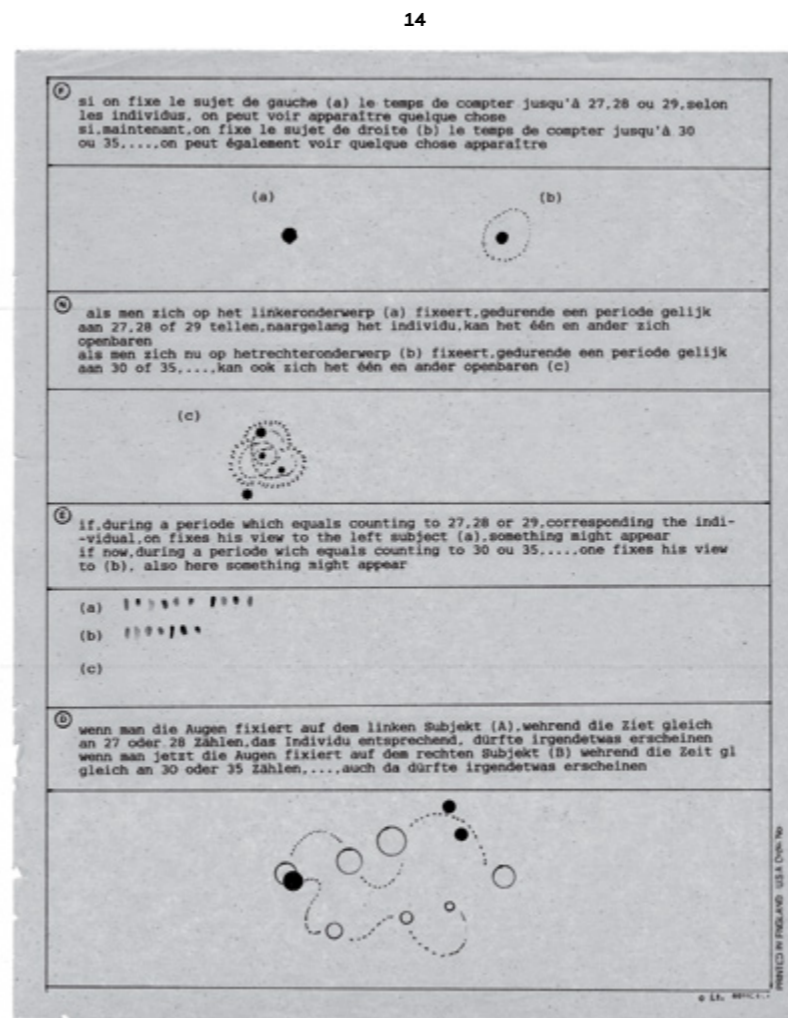 14
F
si on fixe le sujet de gauche (a) le temps de compter jusqu'à 27,28 ou 29,selon
les individus, on peut voir apparaître quelque chose
si,maintenant,on fixe le sujet de droite (b) le temps de compter jusqu'à 30
ou 35,...,on peut également voir quelque chose apparaître
(a) (b)
N
als men zich op het linkeronderwerp (a) fixeert,gedurende een periode gelijk
aan 27,28 of 29 tellen,naargelang het individu,kan het één en ander zich
openbaren
als men zich nu op hetrechteronderwerp (b) fixeert,gedurende een periode gelijk
aan 30 of 35,...,kan ook zich het één en ander openbaren (c)
(c)
E
if,during a periode which equals counting to 27,28 or 29,corresponding the indi-
-vidual,on fixes his view to the left subject (a),something might appear
if now,during a periode wich equals counting to 30 ou 35,....,one fixes his view
to (b), also here something might appear
(a)
(b)
(c)
D
wenn man die Augen fixiert auf dem linken Subjekt (A),wehrend die Ziet gleich
an 27 oder 28 Zählen,das Individu entsprechend, dürfte irgendetwas erscheinen
wenn man jetzt die Augen fixiert auf dem rechten Subjekt (B) wehrend die Zeit gl
gleich an 30 oder 35 Zählen,....,auch da dürfte irgendetwas erscheinen
PRINTED IN ENGLAND USA